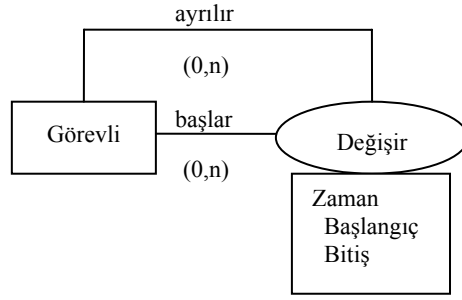 ayrılır
(0,n)
Görevli
başlar
Değişir
(0,n)
Zaman
Başlangıç
Bitiş